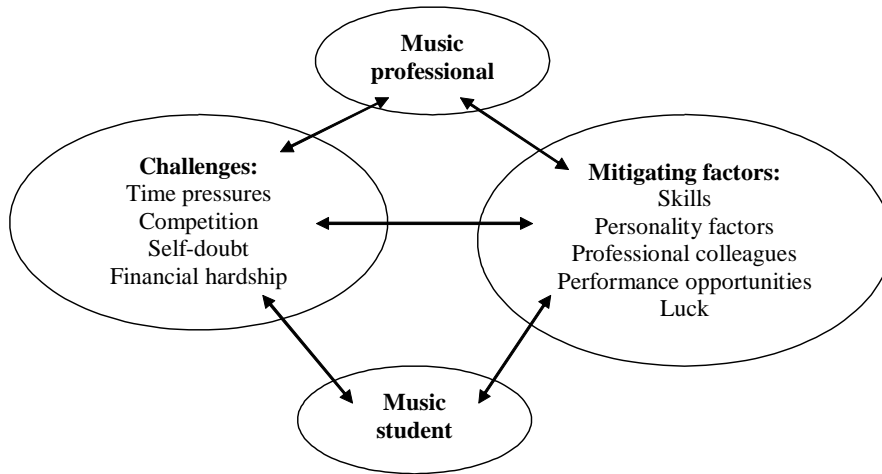 Music
professional
Challenges:
Time pressures
Competition
Self-doubt
Financial hardship
Mitigating factors:
Skills
Personality factors
Professional colleagues
Performance opportunities
Luck
Music
student